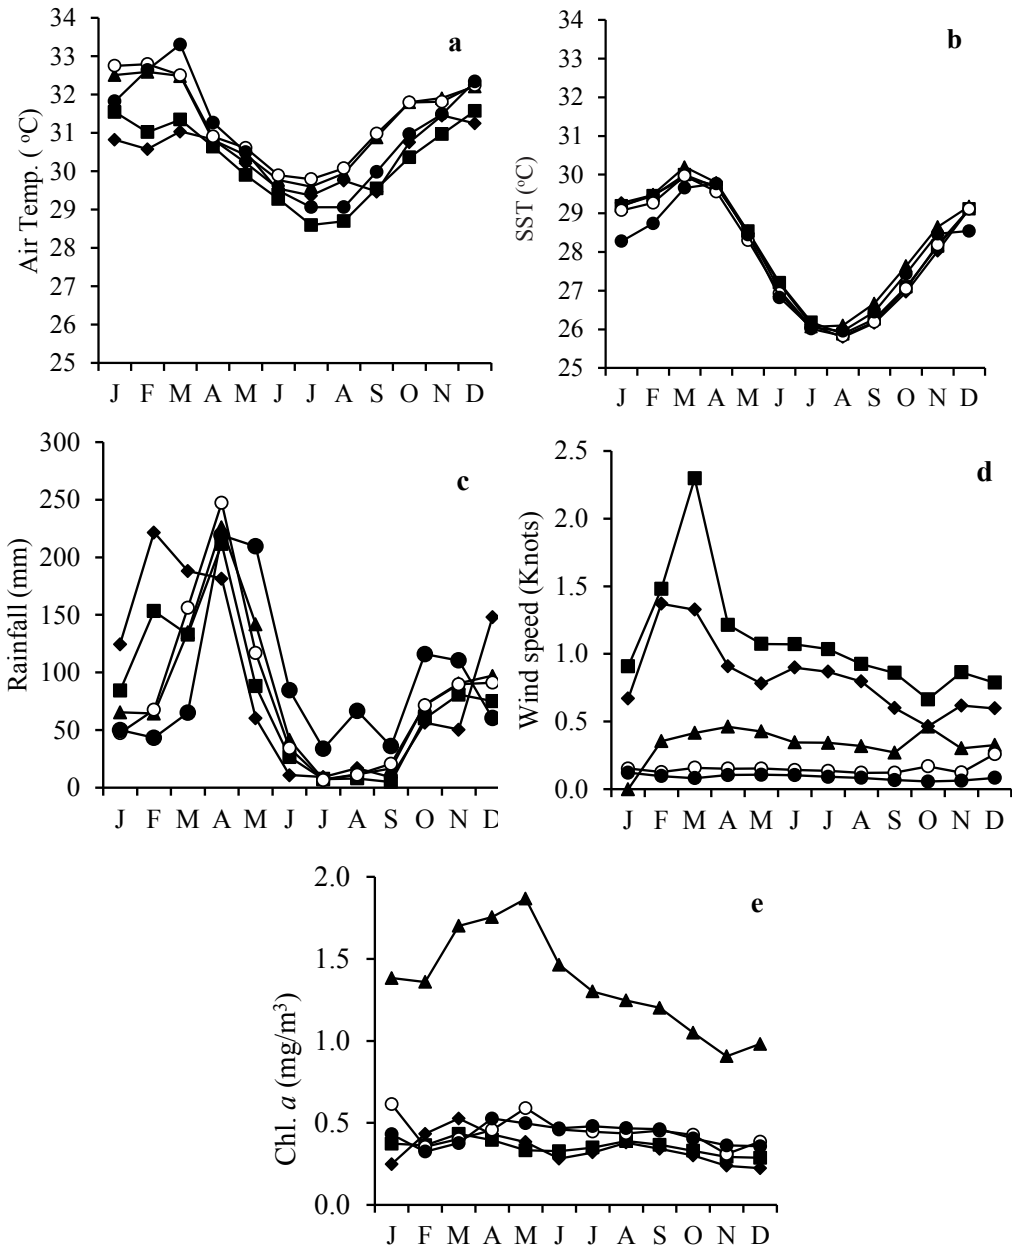 a
Air Temp. ( °C)
34
33
32
31
30
29
28
27
26
25
J F M A M J J A S O N D
b
SST (°C)
34
33
32
31
30
29
28
27
26
25
J F M A M J J A S O N D
c
Rainfall (mm)
300
250
200
150
100
50
0
J F M A M J J A S O N D
d
Wind speed (Knots)
2.5
2.0
1.5
1.0
0.5
0.0
J F M A M J J A S O N D
e
Chl. a (mg/m³)
2.0
1.5
1.0
0.5
0.0
J F M A M J J A S O N D